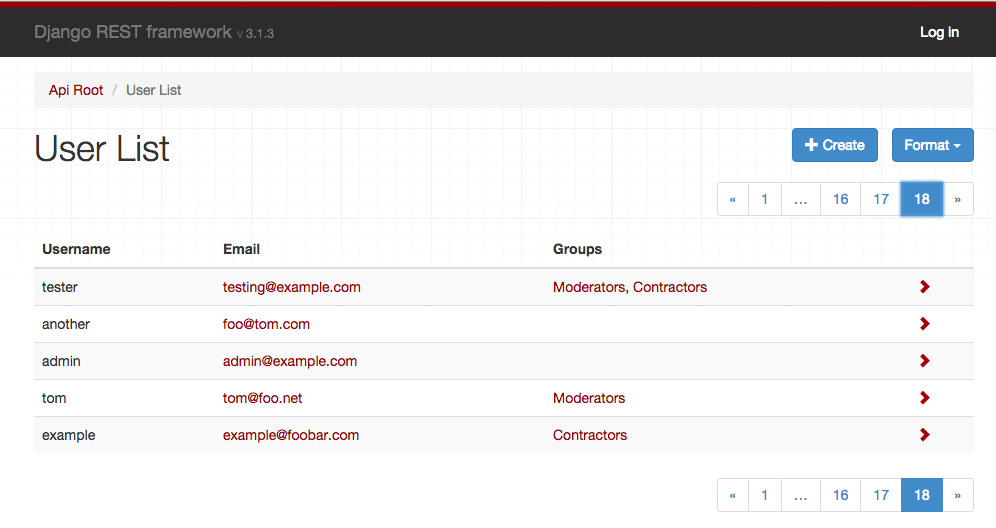 Django REST framework v 3.1.3 Log in
Api Root / User List
User List + Create Format
« 1 ... 16 17 18 »
Username Email Groups
tester testing@example.com Moderators, Contractors
another foo@tom.com
admin admin@example.com
tom tom@foo.net Moderators
example example@foobar.com Contractors
« 1 ... 16 17 18 »